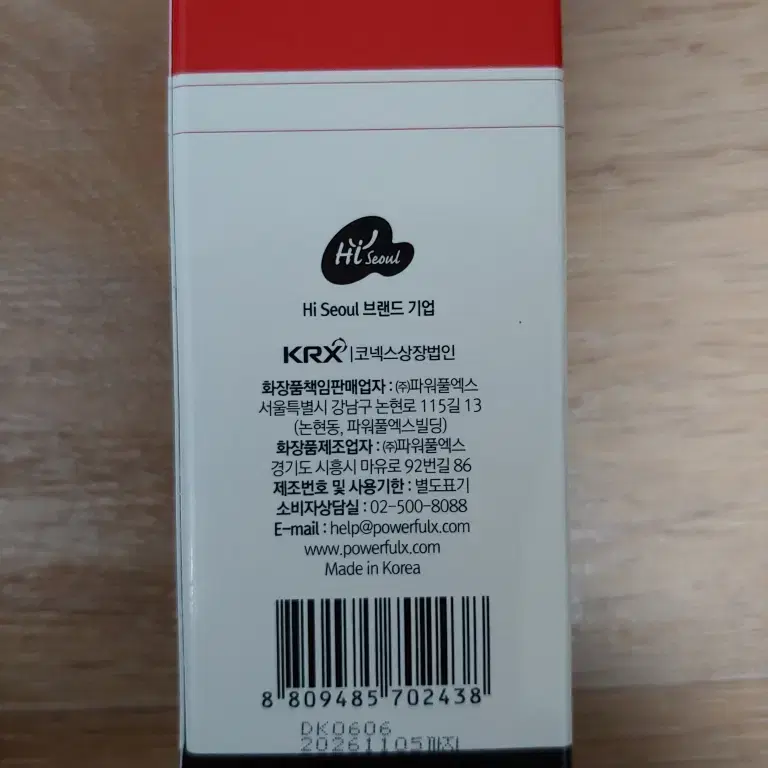 Hi Seoul
Hi Seoul 브랜드 기업
KRX | 코넥스상장법인
화장품책임판매업자 : ㈜파워풀엑스
서울특별시 강남구 논현로 115길 13
(논현동, 파워풀엑스빌딩)
화장품제조업자 : ㈜파워풀엑스
경기도 시흥시 마유로 92번길 86
제조번호 및 사용기한 : 별도표기
소비자상담실 : 02-500-8088
E-mail : help@powerfulx.com
www.powerfulx.com
Made in Korea
8 809485 702438
DK0606
20261105까지